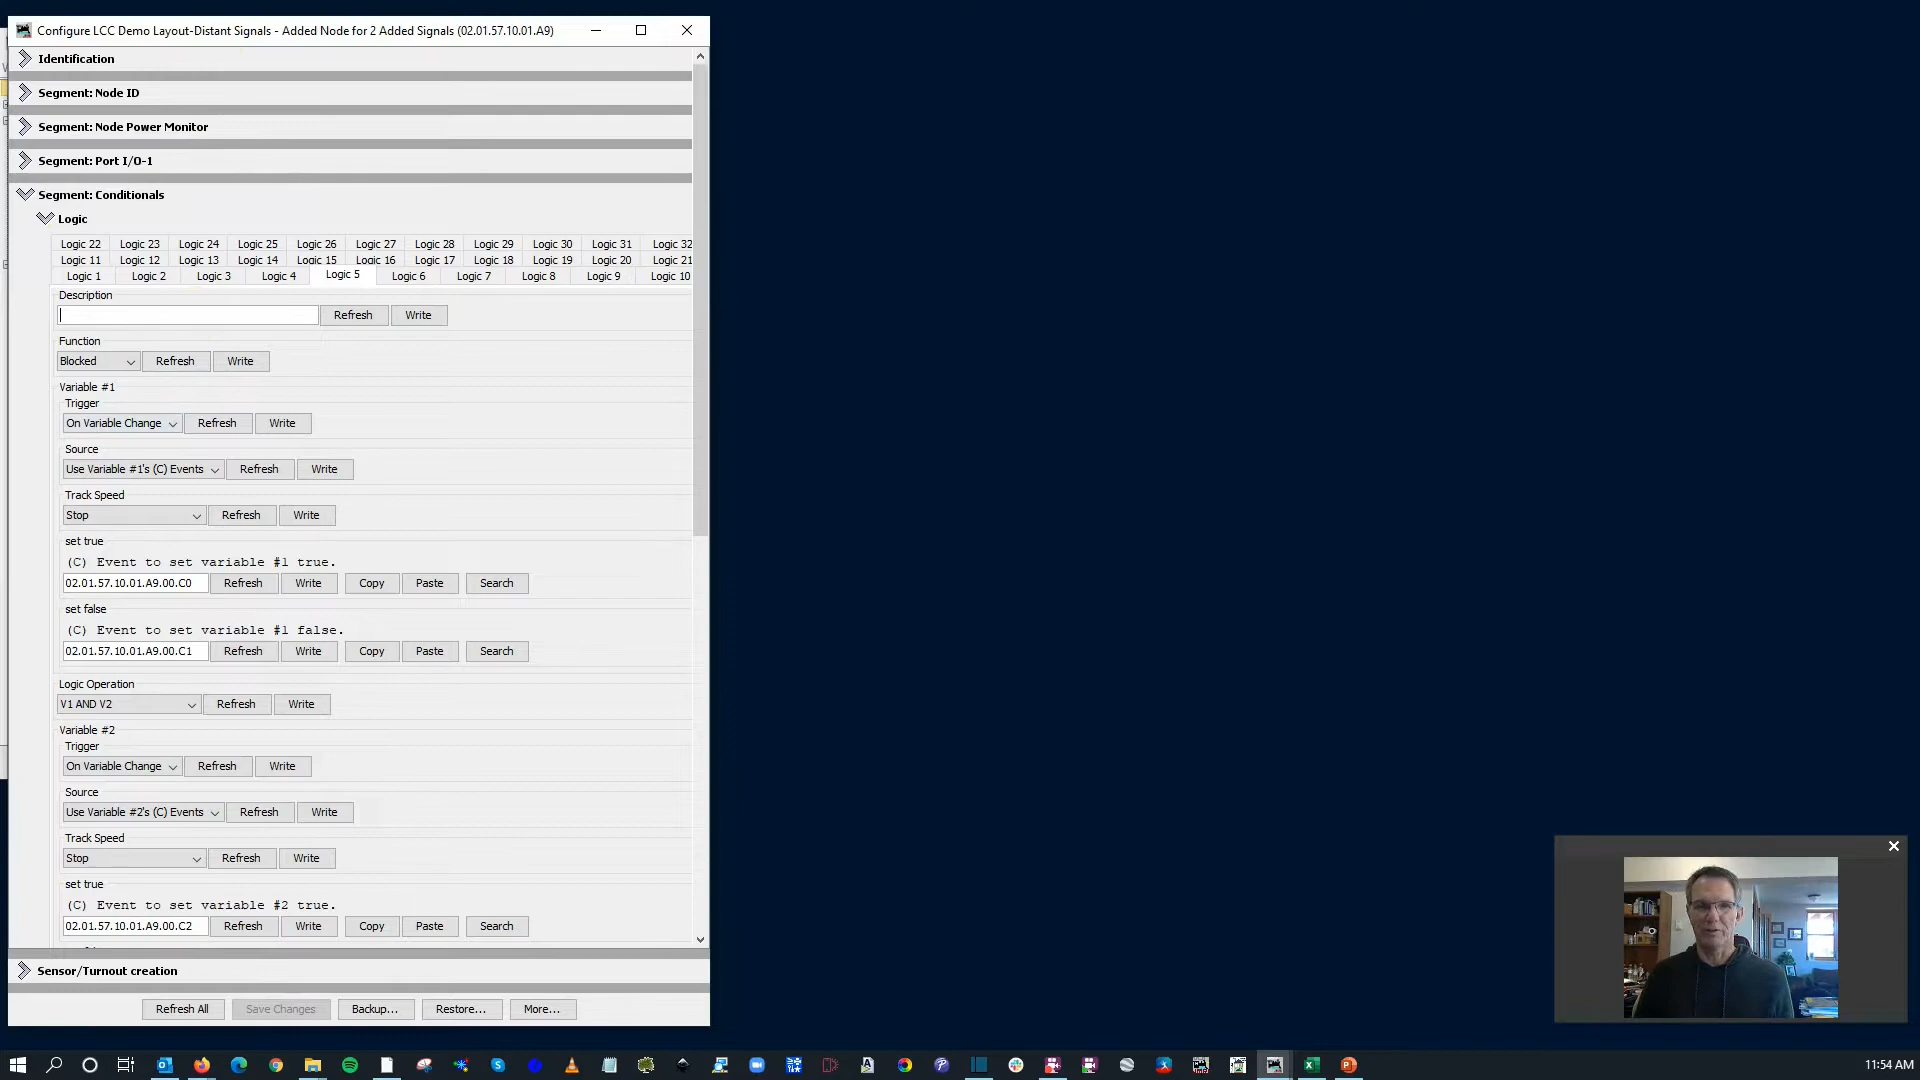 Configure LCC Demo Layout-Distant Signals - Added Node for 2 Added Signals (02.01.57.10.01.A9)
Identification
Segment: Node ID
Segment: Node Power Monitor
Segment: Port I/O-1
Segment: Conditionals
Logic
Logic 22 Logic 23 Logic 24 Logic 25 Logic 26 Logic 27 Logic 28 Logic 29 Logic 30 Logic 31 Logic 32
Logic 11 Logic 12 Logic 13 Logic 14 Logic 15 Logic 16 Logic 17 Logic 18 Logic 19 Logic 20 Logic 21
Logic 1 Logic 2 Logic 3 Logic 4 Logic 5 Logic 6 Logic 7 Logic 8 Logic 9 Logic 10
Description
Refresh Write
Function
Blocked Refresh Write
Variable #1
Trigger
On Variable Change Refresh Write
Source
Use Variable #1's (C) Events Refresh Write
Track Speed
Stop Refresh Write
set true
(C) Event to set variable #1 true.
02.01.57.10.01.A9.00.C0 Refresh Write Copy Paste Search
set false
(C) Event to set variable #1 false.
02.01.57.10.01.A9.00.C1 Refresh Write Copy Paste Search
Logic Operation
V1 AND V2 Refresh Write
Variable #2
Trigger
On Variable Change Refresh Write
Source
Use Variable #2's (C) Events Refresh Write
Track Speed
Stop Refresh Write
set true
(C) Event to set variable #2 true.
02.01.57.10.01.A9.00.C2 Refresh Write Copy Paste Search
Sensor/Turnout creation
Refresh All Save Changes Backup... Restore... More...
11:54 AM